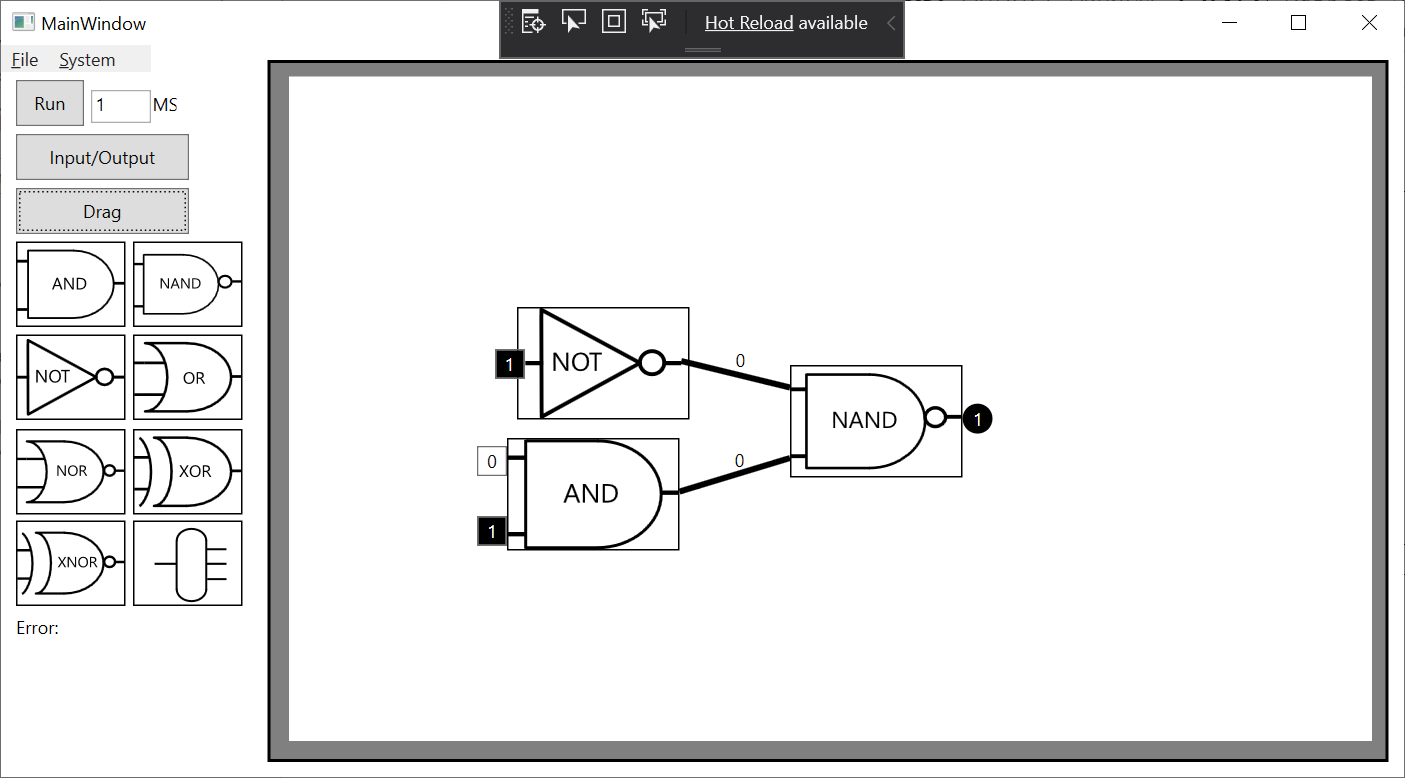 MainWindow
Hot Reload available
File System
Run 1 MS
Input/Output
Drag
AND NAND
NOT OR
NOR XOR
XNOR
Error:
1 NOT 0
NAND 1
0
0
AND
1